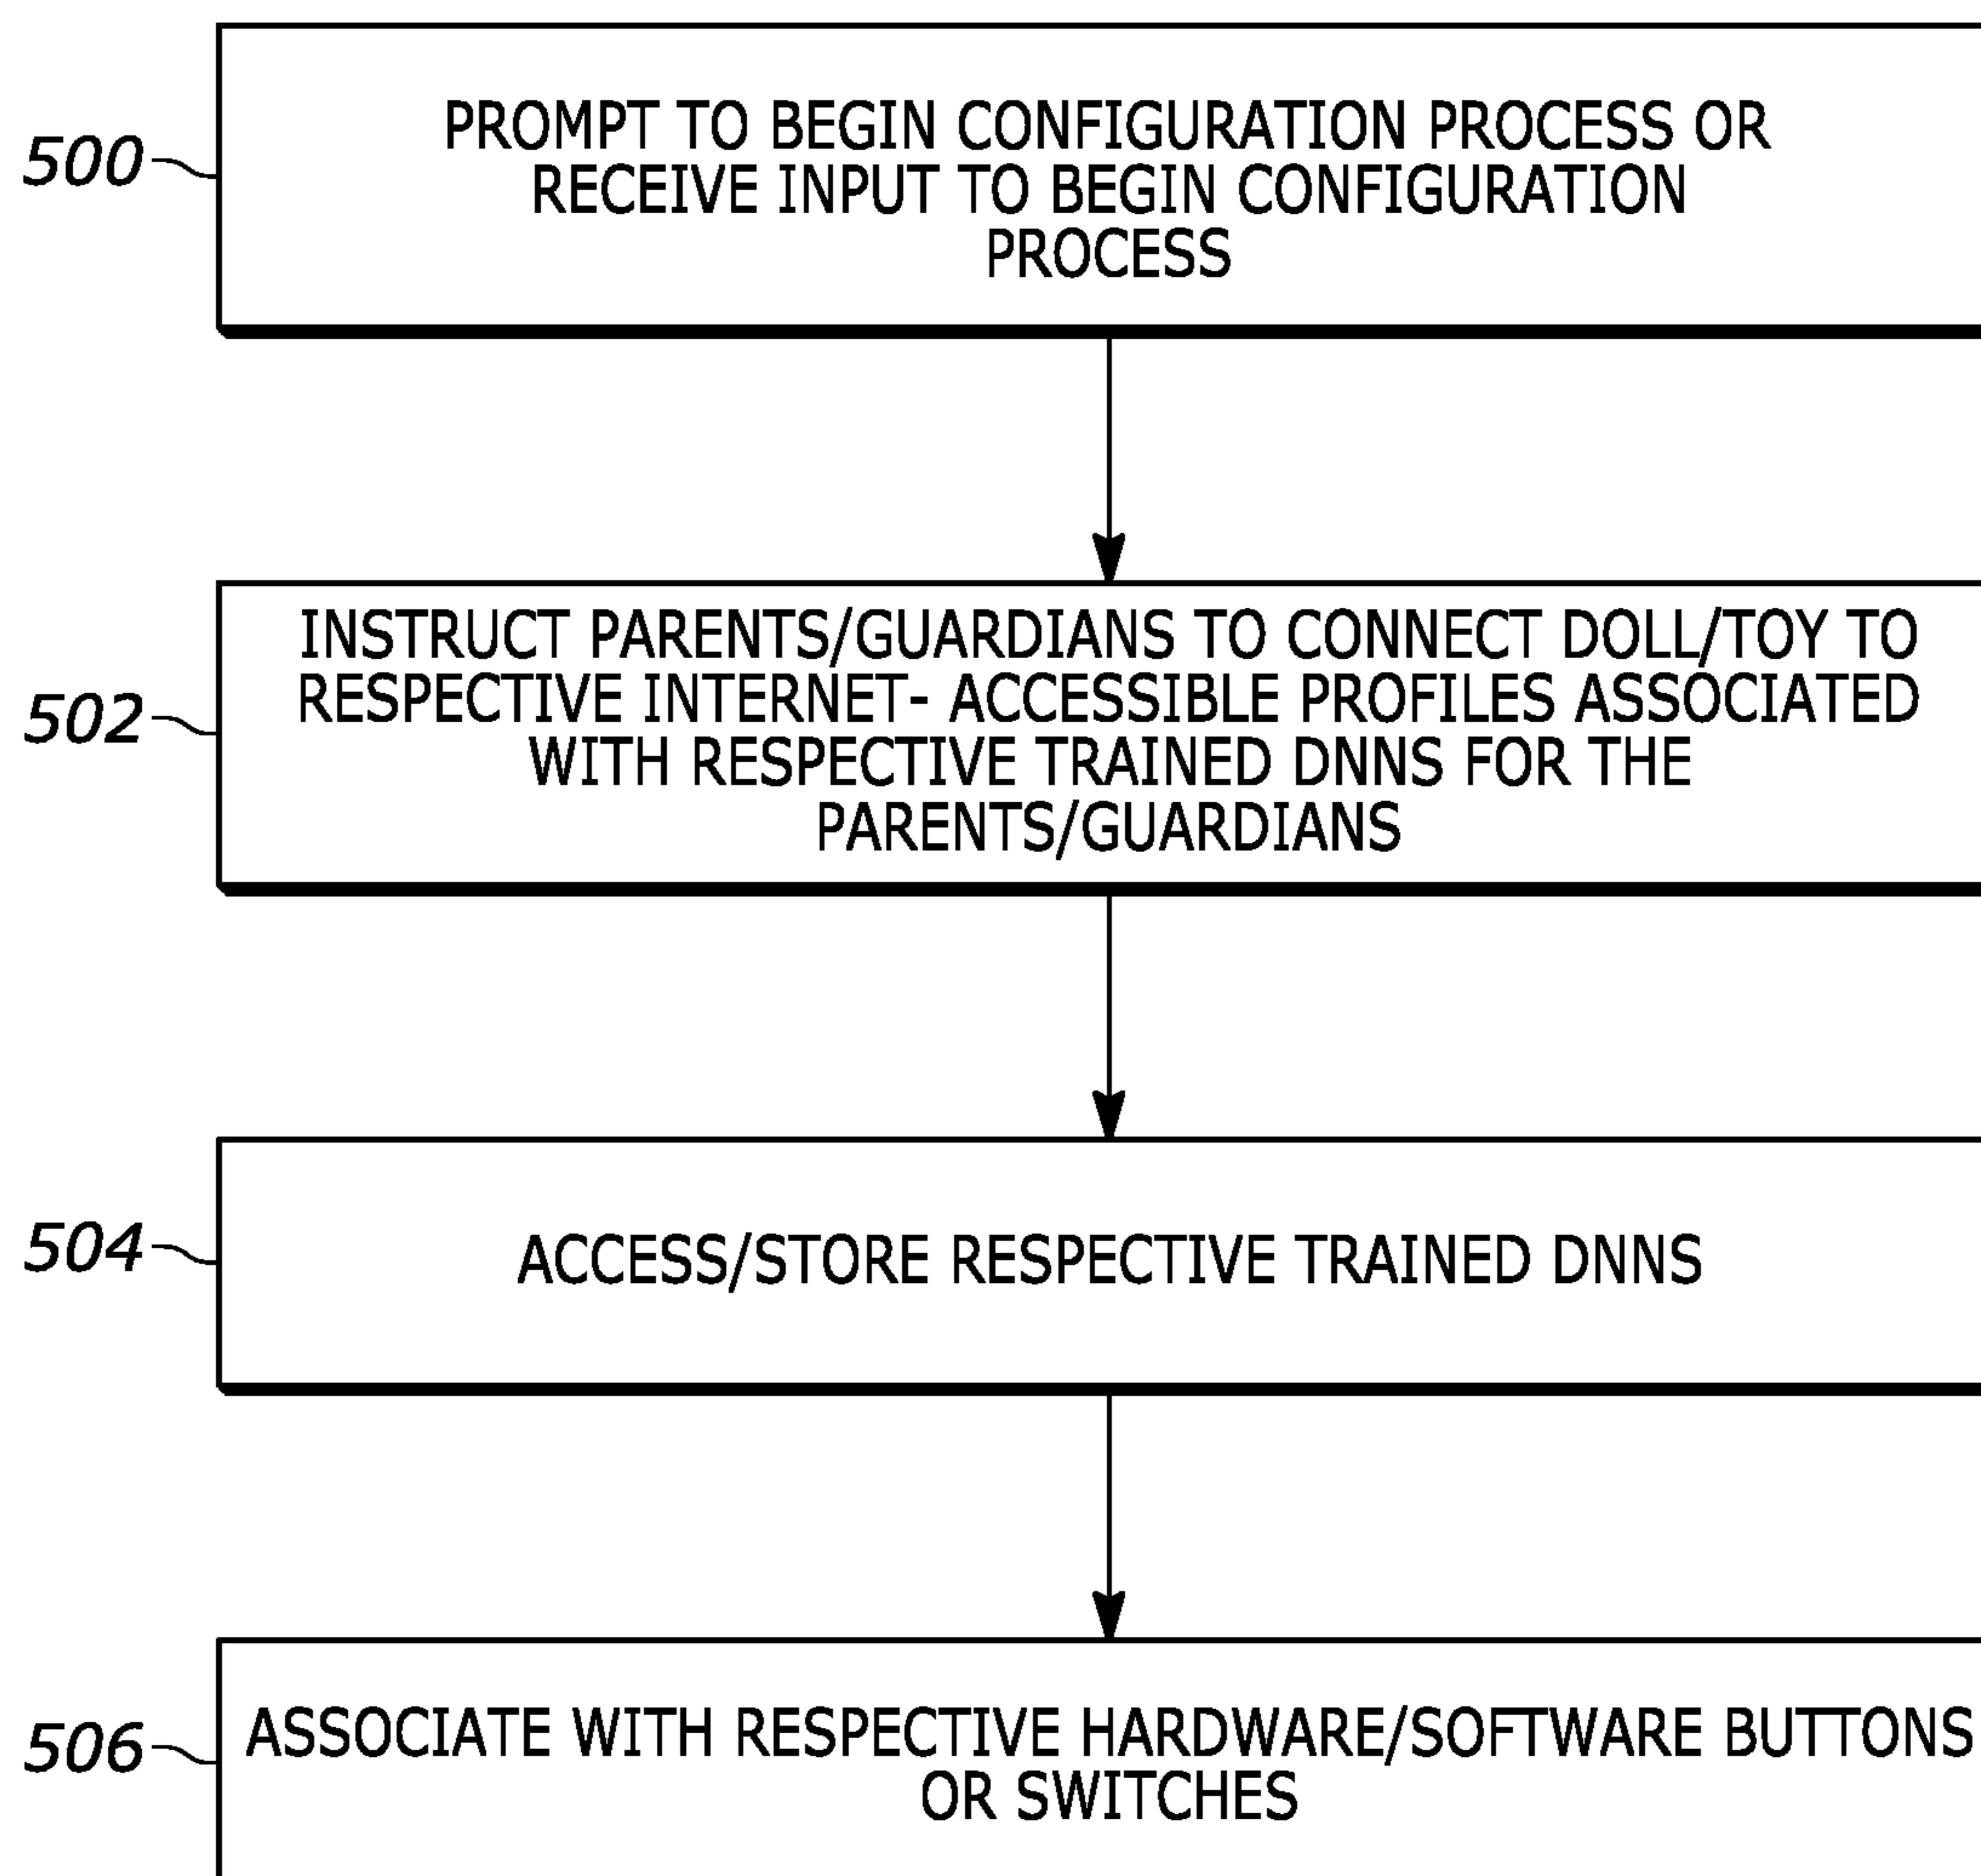 500
PROMPT TO BEGIN CONFIGURATION PROCESS OR
RECEIVE INPUT TO BEGIN CONFIGURATION
PROCESS
502
INSTRUCT PARENTS/GUARDIANS TO CONNECT DOLL/TOY TO
RESPECTIVE INTERNET- ACCESSIBLE PROFILES ASSOCIATED
WITH RESPECTIVE TRAINED DNNS FOR THE
PARENTS/GUARDIANS
504
ACCESS/STORE RESPECTIVE TRAINED DNNS
506
ASSOCIATE WITH RESPECTIVE HARDWARE/SOFTWARE BUTTONS
OR SWITCHES